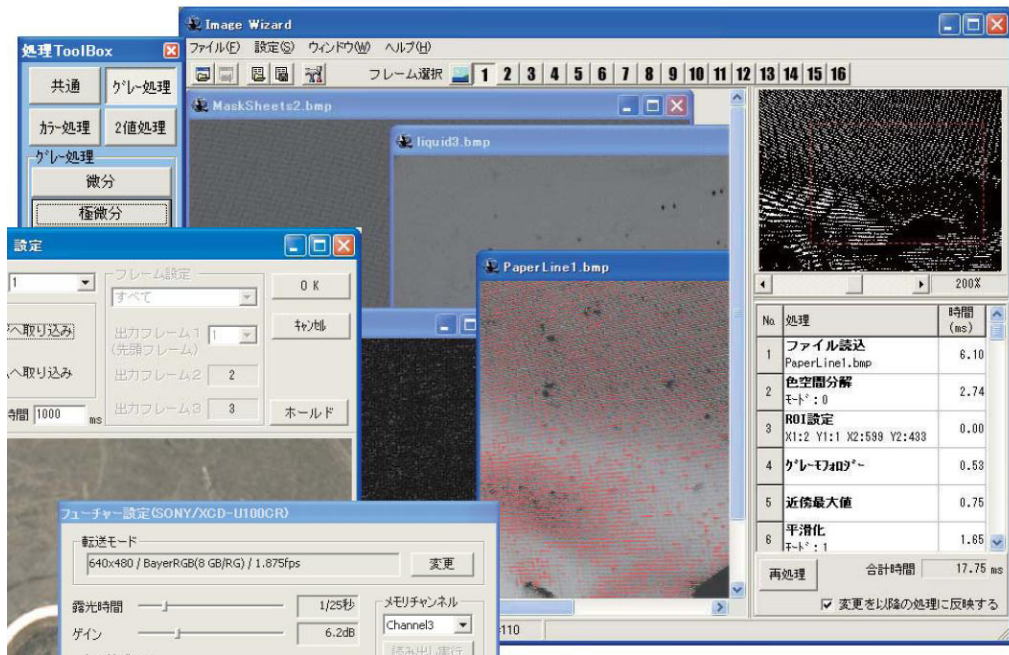 Image Wizard
ファイル(F) 設定(S) ウィンドウ(W) ヘルプ(H)
フレーム選択 1 2 3 4 5 6 7 8 9 10 11 12 13 14 15 16
処理ToolBox
共通 グレー処理
カラー処理 2値処理
グレー処理
微分
極微分
MaskSheets2.bmp
liquid3.bmp
PaperLine1.bmp
200%
No. 処理 時間(ms)
1 ファイル読込 6.10
PaperLine1.bmp
2 色空間分解 2.74
モード:0
3 ROI設定 0.00
X1:2 Y1:1 X2:599 Y2:433
4 グレーモフォロジー 0.53
5 近傍最大値 0.75
6 平滑化 1.65
モード:1
再処理 合計時間 17.75 ms
変更を以降の処理に反映する
設定
1
へ取り込み
へ取り込み
時間 1000 ms
フレーム設定
すべて
出力フレーム1 1
(先頭フレーム)
出力フレーム2 2
出力フレーム3 3
OK
キャンセル
ホールド
フューチャー設定(SONY/XCD-U100CR)
転送モード
640x480 / BayerRGB(8 GB/RG) / 1.875fps 変更
露光時間 1/25秒
ゲイン 6.2dB
メモリチャンネル
Channel3
読み出し実行
=110